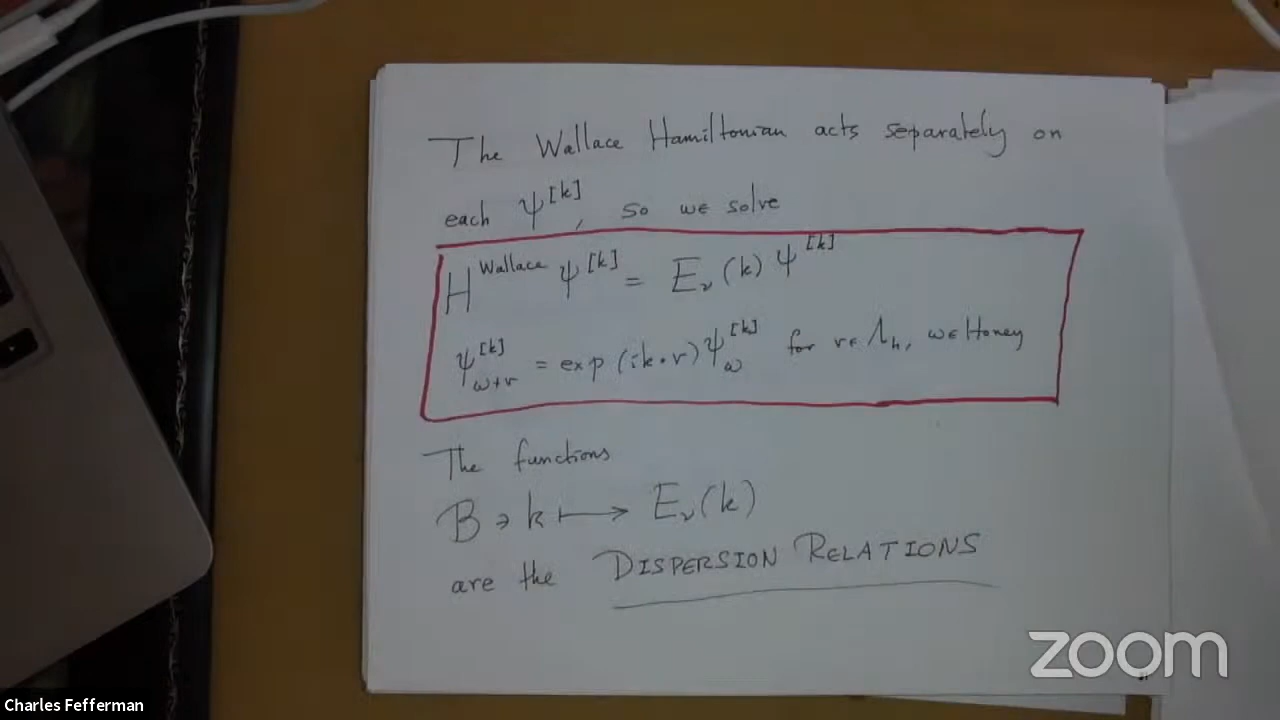 The Wallace Hamiltonian acts separately on
each ψ^[k], so we solve
H^Wallace ψ^[k] = E_ν(k) ψ^[k]
ψ^[k]_ω+v = exp(ik·v) ψ^[k]_ω for v ∈ Λ_h, ω ∈ Honey
The functions
B ∋ k ⟼ E_ν(k)
are the DISPERSION RELATIONS
zoom
Charles Fefferman